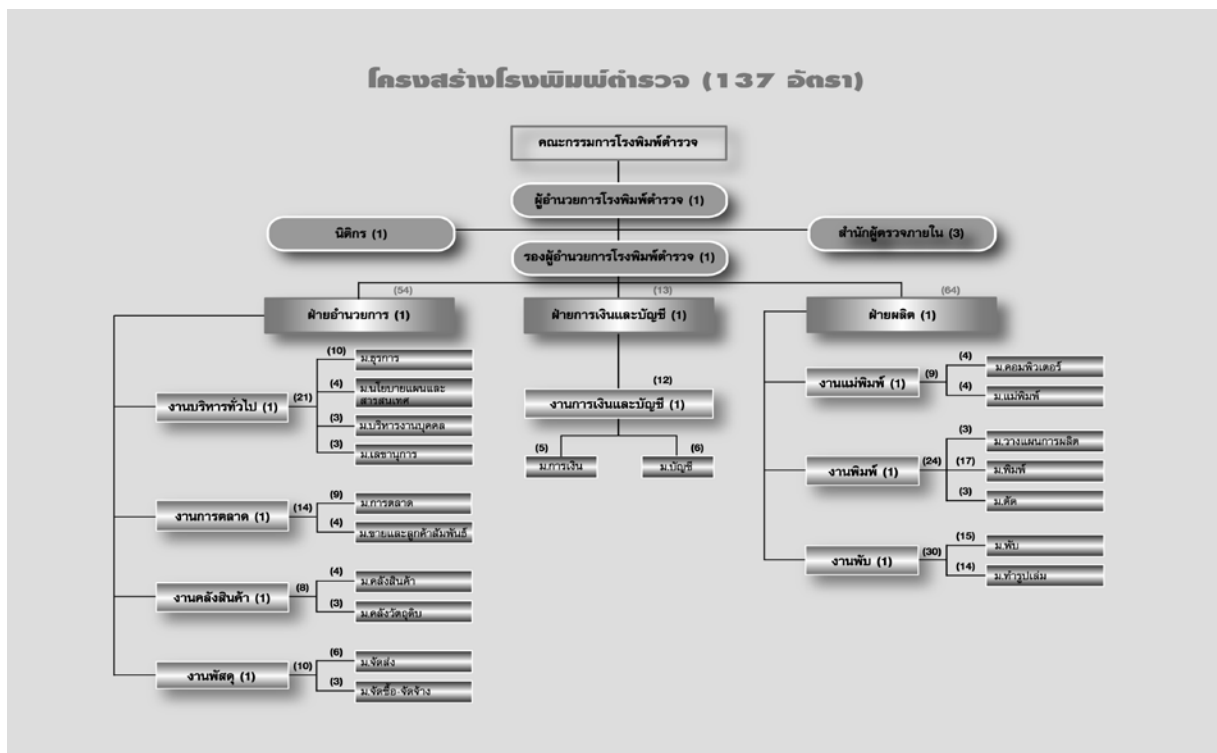 โครงสร้างโรงพิมพ์ตำรวจ (137 อัตรา)
คณะกรรมการโรงพิมพ์ตำรวจ
ผู้อำนวยการโรงพิมพ์ตำรวจ (1)
นิติกร (1)
สำนักผู้ตรวจภายใน (3)
รองผู้อำนวยการโรงพิมพ์ตำรวจ (1)
(54)
ฝ่ายอำนวยการ (1)
(13)
ฝ่ายการเงินและบัญชี (1)
(64)
ฝ่ายผลิต (1)
งานบริหารทั่วไป (1)
(21)
(10)
ม.ธุรการ
(4)
ม.นโยบายแผนและ
สารสนเทศ
(3)
ม.บริหารงานบุคคล
(3)
ม.เลขานุการ
งานการตลาด (1)
(14)
(9)
ม.การตลาด
(4)
ม.ขายและลูกค้าสัมพันธ์
งานคลังสินค้า (1)
(8)
(4)
ม.คลังสินค้า
(3)
ม.คลังวัตถุดิบ
งานพัสดุ (1)
(10)
(6)
ม.จัดส่ง
(3)
ม.จัดซื้อ-จัดจ้าง
(12)
งานการเงินและบัญชี (1)
(5)
ม.การเงิน
(6)
ม.บัญชี
งานแม่พิมพ์ (1)
(9)
(4)
ม.คอมพิวเตอร์
(4)
ม.แม่พิมพ์
งานพิมพ์ (1)
(24)
(3)
ม.วางแผนการผลิต
(17)
ม.พิมพ์
(3)
ม.ตัด
งานพับ (1)
(30)
(15)
ม.พับ
(14)
ม.ทำรูปเล่ม